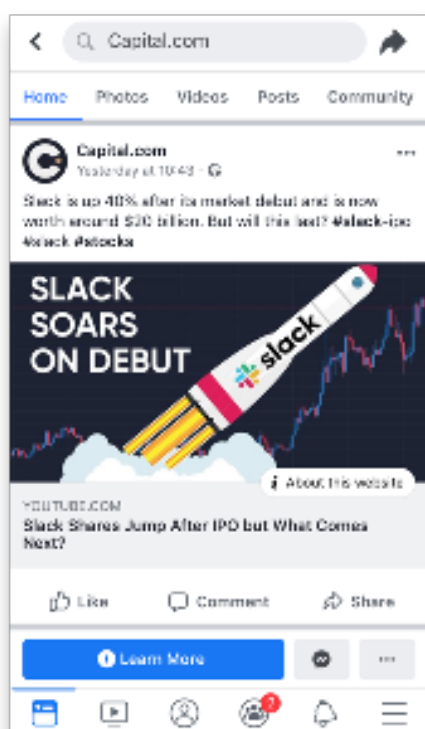 Capital.com
Home Photos Videos Posts Community
Capital.com
Yesterday at 10:43 ·
Slack is up 40% after its market debut and is now
worth around $20 billion. But will this last? #slack-ipo
#slack #stocks
SLACK
SOARS
ON DEBUT
slack
i About this website
YOUTUBE.COM
Slack Shares Jump After IPO but What Comes
Next?
Like Comment Share
Learn More